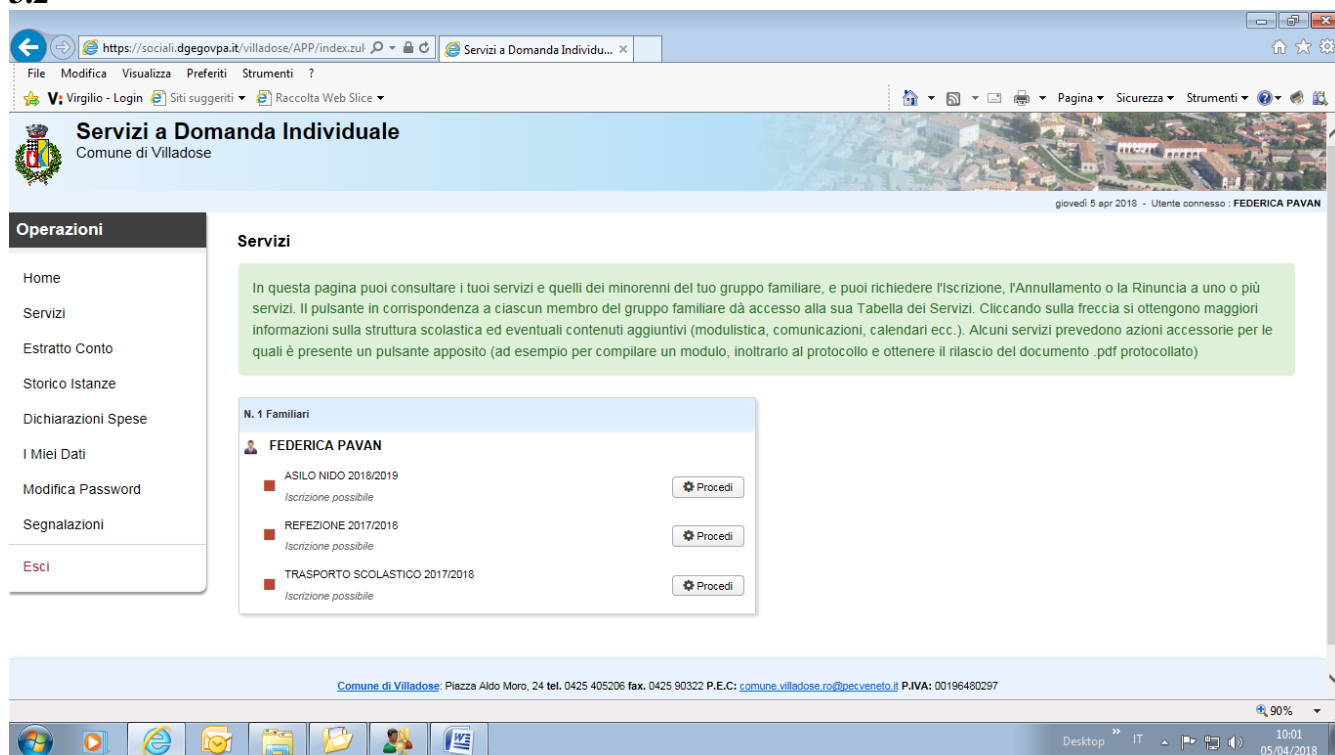 https://sociali.dgegovpa.it/villadose/APP/index.zul
Servizi a Domanda Individu...
File Modifica Visualizza Preferiti Strumenti ?
Virgilio - Login Siti suggeriti Raccolta Web Slice
Pagina Sicurezza Strumenti
Servizi a Domanda Individuale
Comune di Villadose
giovedì 5 apr 2018 - Utente connesso : FEDERICA PAVAN
Operazioni
Home
Servizi
Estratto Conto
Storico Istanze
Dichiarazioni Spese
I Miei Dati
Modifica Password
Segnalazioni
Esci
Servizi
In questa pagina puoi consultare i tuoi servizi e quelli dei minorenni del tuo gruppo familiare, e puoi richiedere l'Iscrizione, l'Annullamento o la Rinuncia a uno o più
servizi. Il pulsante in corrispondenza a ciascun membro del gruppo familiare dà accesso alla sua Tabella dei Servizi. Cliccando sulla freccia si ottengono maggiori
informazioni sulla struttura scolastica ed eventuali contenuti aggiuntivi (modulistica, comunicazioni, calendari ecc.). Alcuni servizi prevedono azioni accessorie per le
quali è presente un pulsante apposito (ad esempio per compilare un modulo, inoltrarlo al protocollo e ottenere il rilascio del documento .pdf protocollato)
N. 1 Familiari
FEDERICA PAVAN
ASILO NIDO 2018/2019
Iscrizione possibile
Procedi
REFEZIONE 2017/2018
Iscrizione possibile
Procedi
TRASPORTO SCOLASTICO 2017/2018
Iscrizione possibile
Procedi
Comune di Villadose: Piazza Aldo Moro, 24 tel. 0425 405206 fax. 0425 90322 P.E.C: comune.villadose.ro@pecveneto.it P.IVA: 00196480297
90%
Desktop IT 10:01
05/04/2018